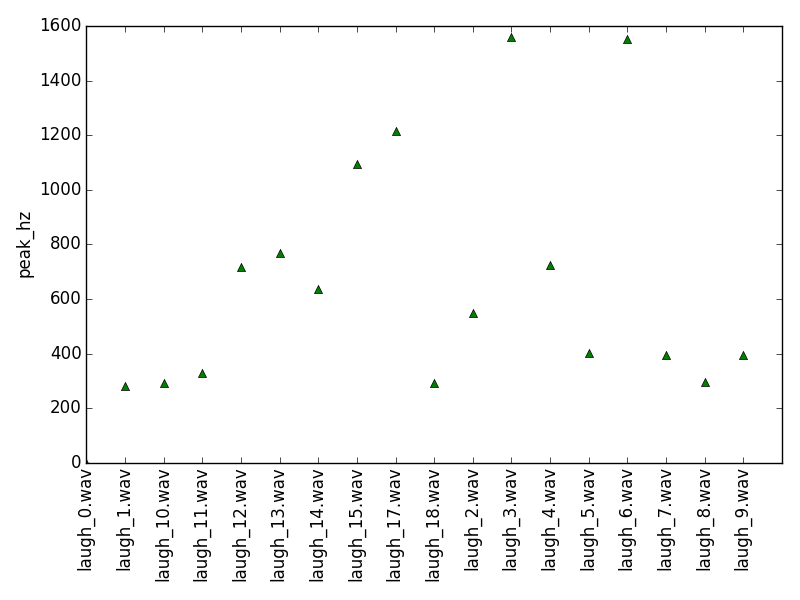 1600
1400
1200
1000
800
600
400
200
0
peak_hz
laugh_0.wav
laugh_1.wav
laugh_10.wav
laugh_11.wav
laugh_12.wav
laugh_13.wav
laugh_14.wav
laugh_15.wav
laugh_17.wav
laugh_18.wav
laugh_2.wav
laugh_3.wav
laugh_4.wav
laugh_5.wav
laugh_6.wav
laugh_7.wav
laugh_8.wav
laugh_9.wav